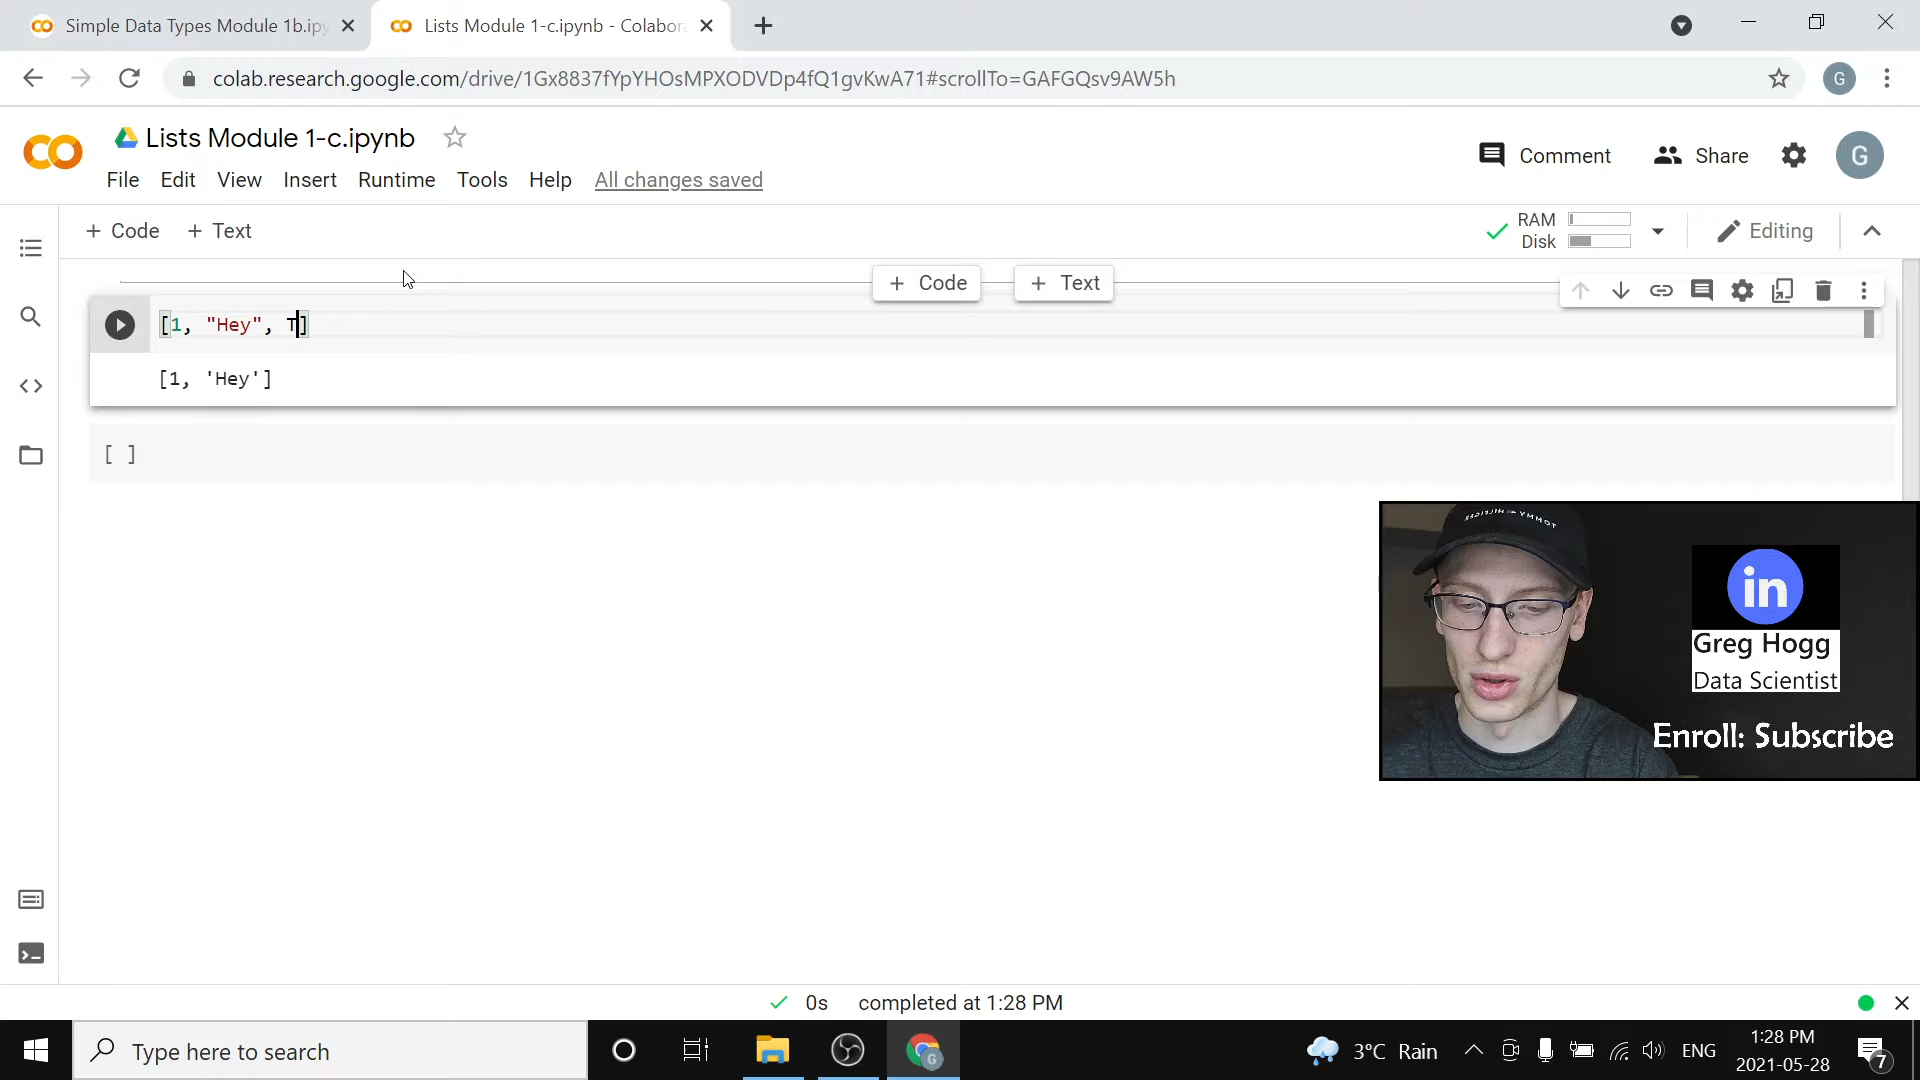 Simple Data Types Module 1b.ipy
Lists Module 1-c.ipynb - Colabor
colab.research.google.com/drive/1Gx8837fYpYHOsMPXODVDp4fQ1gvKwA71#scrollTo=GAFGQsv9AW5h
G
Lists Module 1-c.ipynb
Comment
Share
G
File Edit View Insert Runtime Tools Help All changes saved
+ Code + Text
RAM
Disk
Editing
+ Code
+ Text
[1, "Hey", T]
[1, 'Hey']
[ ]
in
Greg Hogg
Data Scientist
Enroll: Subscribe
0s completed at 1:28 PM
Type here to search
G
3°C Rain
ENG
1:28 PM
2021-05-28
7